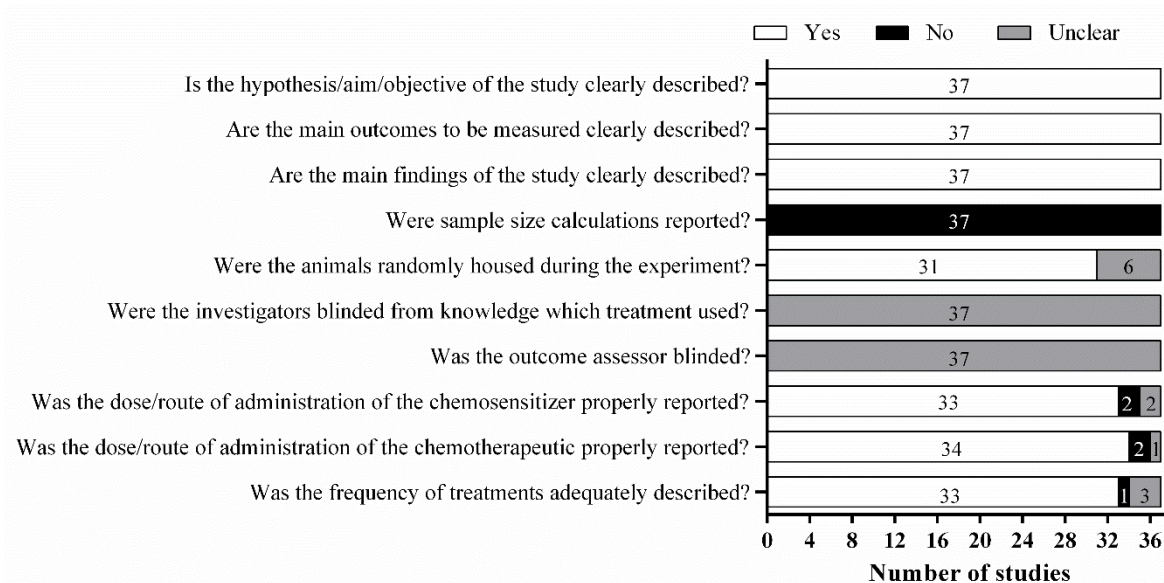 Yes No Unclear
Is the hypothesis/aim/objective of the study clearly described? 37
Are the main outcomes to be measured clearly described? 37
Are the main findings of the study clearly described? 37
Were sample size calculations reported? 37
Were the animals randomly housed during the experiment? 31 6
Were the investigators blinded from knowledge which treatment used? 37
Was the outcome assessor blinded? 37
Was the dose/route of administration of the chemosensitizer properly reported? 33 2 2
Was the dose/route of administration of the chemotherapeutic properly reported? 34 2 1
Was the frequency of treatments adequately described? 33 1 3
0 4 8 12 16 20 24 28 32 36
Number of studies